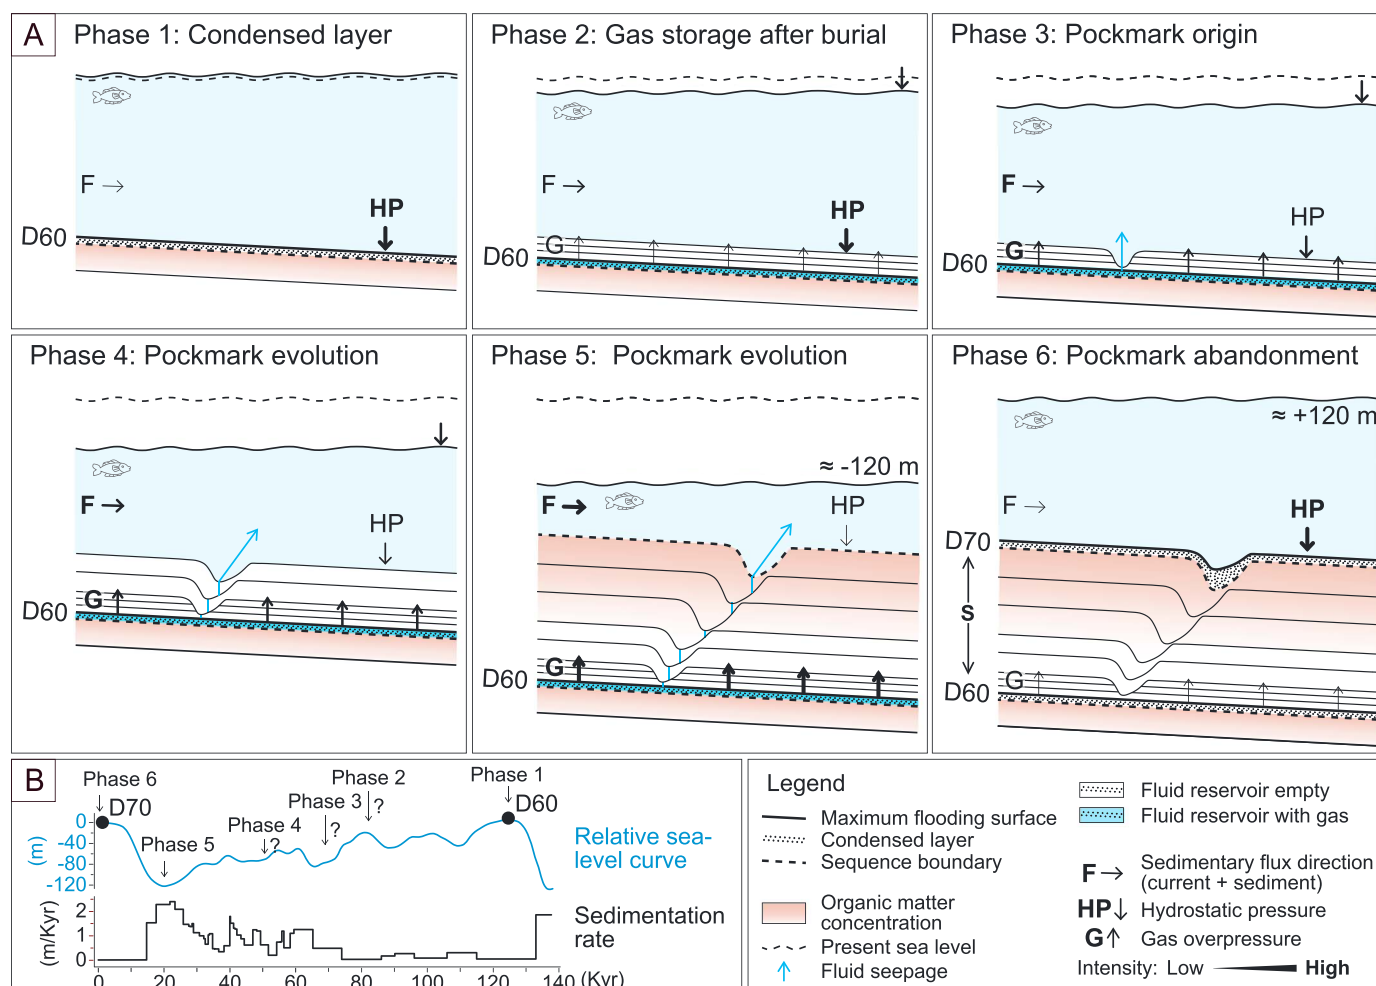 A
Phase 1: Condensed layer
F
HP
D60
Phase 2: Gas storage after burial
F
HP
G
D60
Phase 3: Pockmark origin
F
HP
G
D60
Phase 4: Pockmark evolution
F
HP
G
D60
Phase 5: Pockmark evolution
≈ -120 m
F
HP
G
D60
Phase 6: Pockmark abandonment
≈ +120 m
F
HP
D70
S
G
D60
B
Phase 6
D70
Phase 5
Phase 4
?
Phase 3
?
Phase 2
?
Phase 1
D60
(m)
0
-40
-80
-120
Relative sea-
level curve
(m/Kyr)
2
1
0
Sedimentation
rate
0 20 40 60 80 100 120 140 (Kyr)
Legend
Maximum flooding surface
Condensed layer
Sequence boundary
Organic matter
concentration
Present sea level
Fluid seepage
Fluid reservoir empty
Fluid reservoir with gas
F Sedimentary flux direction
(current + sediment)
HP Hydrostatic pressure
G Gas overpressure
Intensity: Low High